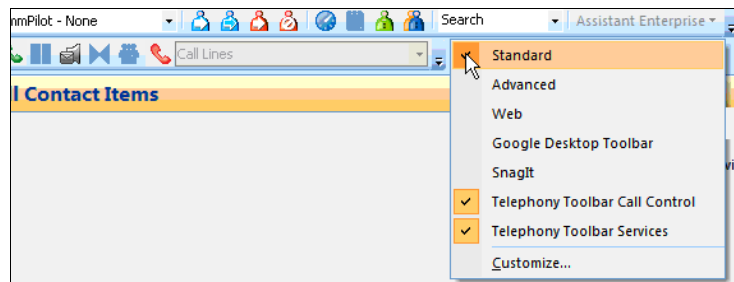 nmPilot - None Search Assistant Enterprise
Call Lines
Standard
l Contact Items
Advanced
Web
Google Desktop Toolbar
SnagIt
Telephony Toolbar Call Control
Telephony Toolbar Services
Customize...